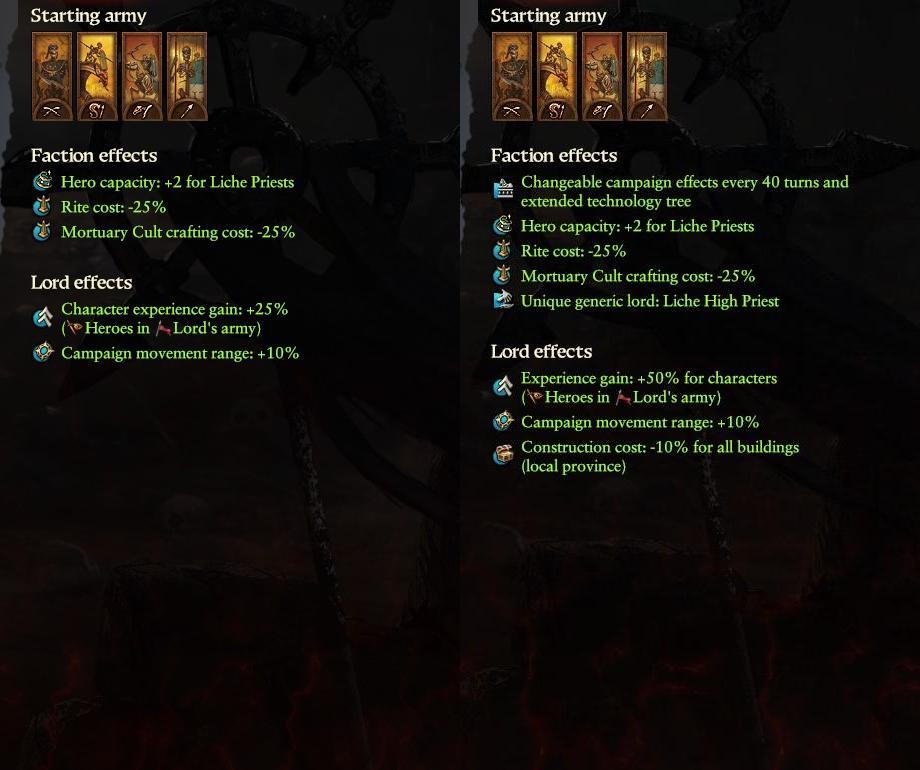 Starting army
Faction effects
Hero capacity: +2 for Liche Priests
Rite cost: -25%
Mortuary Cult crafting cost: -25%
Lord effects
Character experience gain: +25%
(Heroes in Lord's army)
Campaign movement range: +10%
Starting army
Faction effects
Changeable campaign effects every 40 turns and
extended technology tree
Hero capacity: +2 for Liche Priests
Rite cost: -25%
Mortuary Cult crafting cost: -25%
Unique generic lord: Liche High Priest
Lord effects
Experience gain: +50% for characters
(Heroes in Lord's army)
Campaign movement range: +10%
Construction cost: -10% for all buildings
(local province)